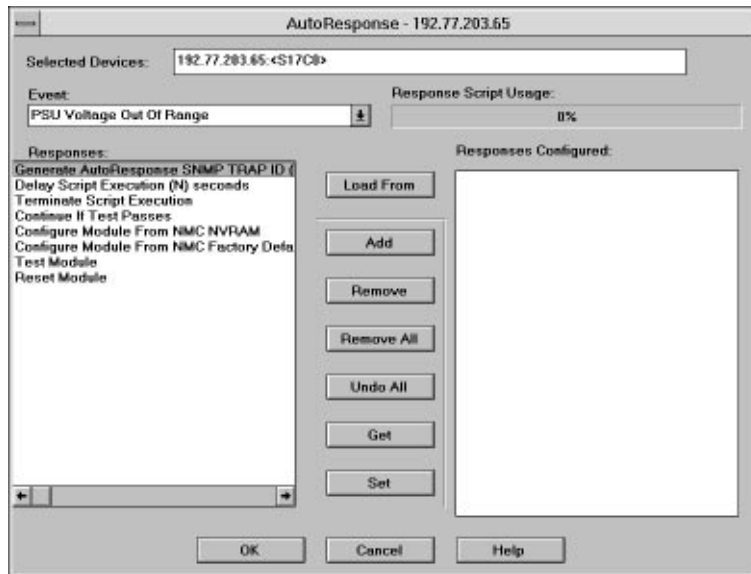 AutoResponse - 192.77.203.65
Selected Devices: 192.77.203.65:<S17C0>
Event: Response Script Usage:
PSU Voltage Out Of Range 0%
Responses: Responses Configured:
Generate AutoResponse SNMP TRAP ID (
Delay Script Execution (N) seconds
Terminate Script Execution
Continue If Test Passes
Configure Module From NMC NVRAM
Configure Module From NMC Factory Defa
Test Module
Reset Module
Load From
Add
Remove
Remove All
Undo All
Get
Set
OK Cancel Help